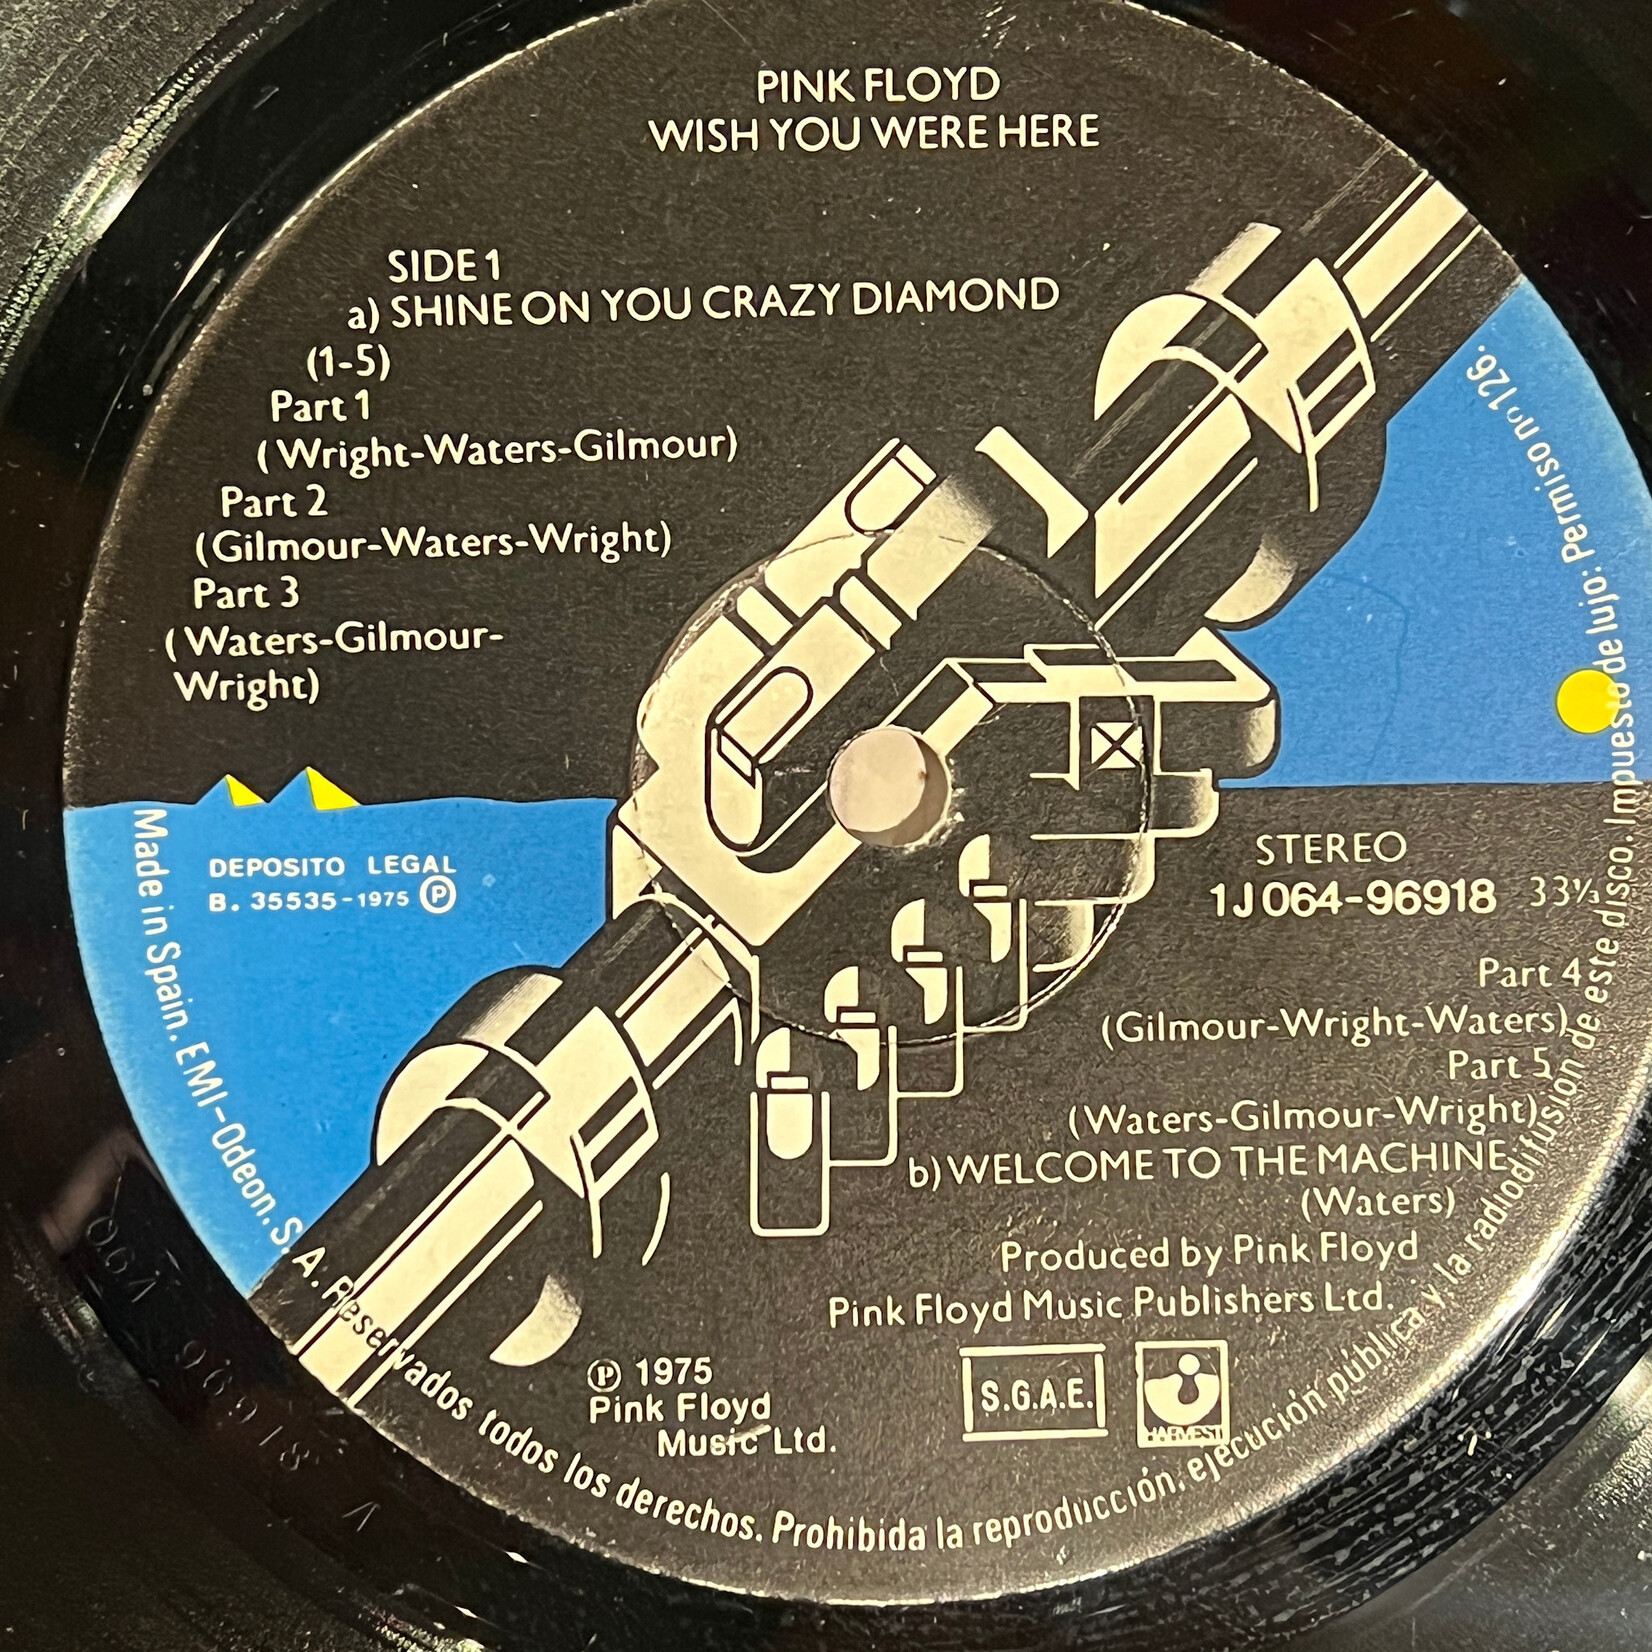 PINK FLOYD
WISH YOU WERE HERE
SIDE 1
a) SHINE ON YOU CRAZY DIAMOND
(1-5)
Part 1
( Wright-Waters-Gilmour)
Part 2
(Gilmour-Waters-Wright)
Part 3
( Waters-Gilmour-
Wright)
DEPOSITO LEGAL
B. 35535-1975 Ⓟ
STEREO
1J 064-96918 33⅓
Part 4
(Gilmour-Wright-Waters)
Part 5
(Waters-Gilmour-Wright)
b) WELCOME TO THE MACHINE
(Waters)
Produced by Pink Floyd
Pink Floyd Music Publishers Ltd.
Ⓟ 1975
Pink Floyd
Music Ltd.
S.G.A.E.
HARVEST
Made in Spain. EMI-Odeon. S. A. Reservados todos los derechos. Prohibida la reproducción, ejecución pública y la radiodifusión de este disco. Impuesto de lujo: Permiso nº 126.
96918 A